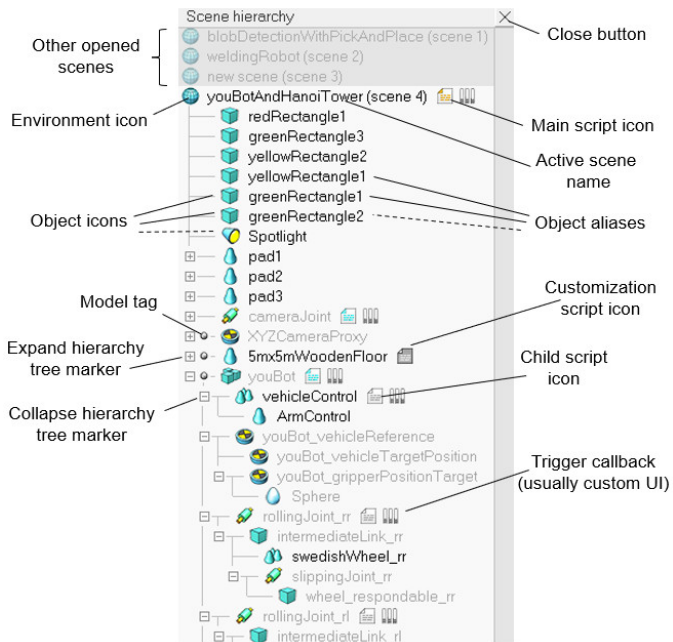 Scene hierarchy
Other opened
scenes
blobDetectionWithPickAndPlace (scene 1)
weldingRobot (scene 2)
new scene (scene 3)
Close button
Environment icon
youBotAndHanoiTower (scene 4)
Main script icon
Active scene
name
redRectangle1
greenRectangle3
yellowRectangle2
yellowRectangle1
greenRectangle1
greenRectangle2
Object icons
Object aliases
Spotlight
pad1
pad2
pad3
Customization
script icon
Model tag
cameraJoint
XYZCameraProxy
Expand hierarchy
tree marker
5mx5mWoodenFloor
youBot
Child script
icon
Collapse hierarchy
tree marker
vehicleControl
ArmControl
youBot_vehicleReference
youBot_vehicleTargetPosition
youBot_gripperPositionTarget
Sphere
Trigger callback
(usually custom UI)
rollingJoint_rr
intermediateLink_rr
swedishWheel_rr
slippingJoint_rr
wheel_respondable_rr
rollingJoint_rl
intermediateLink_rl